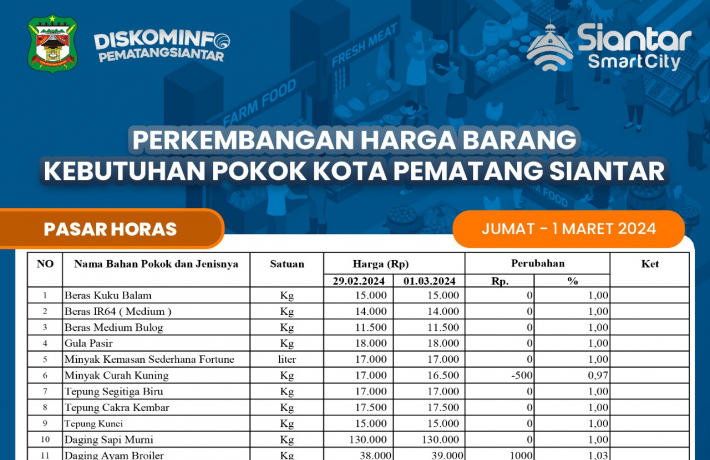 DISKOMINFO
PEMATANGSIANTAR
Siantar
SmartCity
FARM FOOD
FRESH MEAT
FARM FOOD
PERKEMBANGAN HARGA BARANG
KEBUTUHAN POKOK KOTA PEMATANG SIANTAR
PASAR HORAS
JUMAT - 1 MARET 2024
NO Nama Bahan Pokok dan Jenisnya Satuan Harga (Rp) Perubahan Ket
29.02.2024 01.03.2024 Rp. %
1 Beras Kuku Balam Kg 15.000 15.000 0 1,00
2 Beras IR64 ( Medium ) Kg 14.000 14.000 0 1,00
3 Beras Medium Bulog Kg 11.500 11.500 0 1,00
4 Gula Pasir Kg 18.000 18.000 0 1,00
5 Minyak Kemasan Sederhana Fortune liter 17.000 17.000 0 1,00
6 Minyak Curah Kuning Kg 17.000 16.500 -500 0,97
7 Tepung Segitiga Biru Kg 17.000 17.000 0 1,00
8 Tepung Cakra Kembar Kg 17.500 17.500 0 1,00
9 Tepung Kunci Kg 15.000 15.000 0 1,00
10 Daging Sapi Murni Kg 130.000 130.000 0 1,00
11 Daging Ayam Broiler Kg 38.000 39.000 1000 1,03